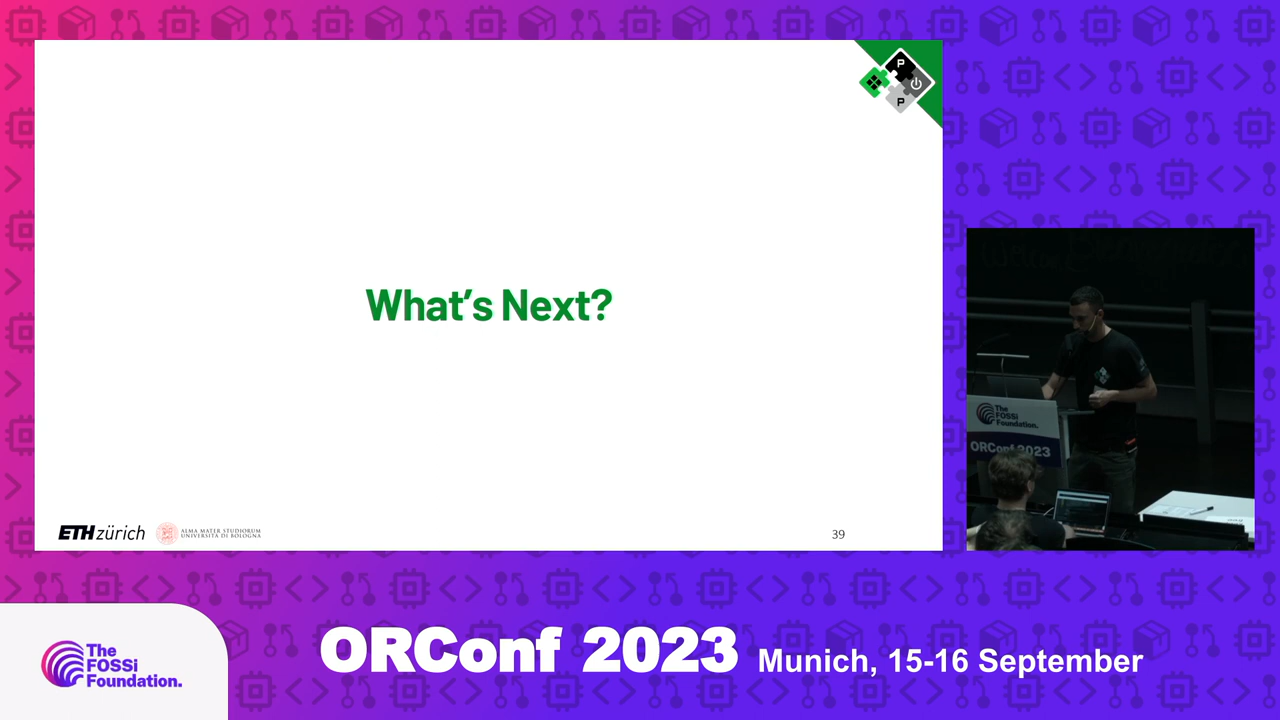 P
P
What's Next?
ETH zürich
ALMA MATER STUDIORUM
UNIVERSITÀ DI BOLOGNA
39
The
FOSSi
Foundation.
ORConf 2023
The
FOSSi
Foundation.
ORConf 2023 Munich, 15-16 September